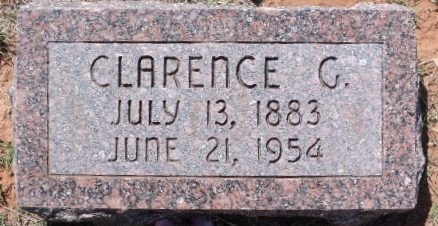 CLARENCE G.
JULY 13, 1883
JUNE 21, 1954